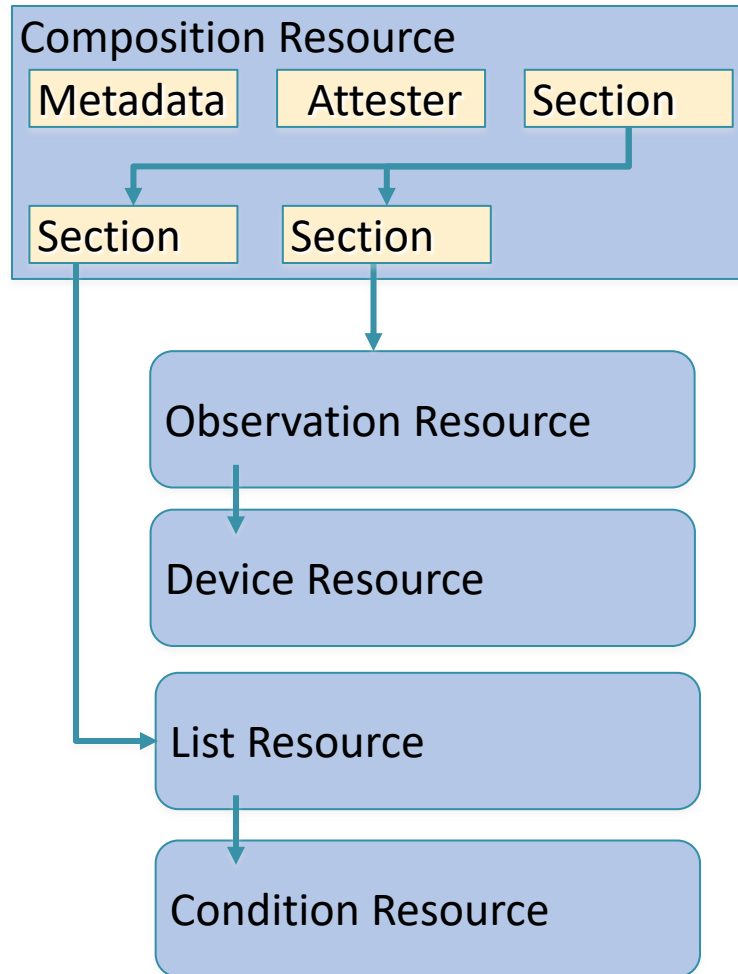 Composition Resource
Metadata
Attester
Section
Section
Section
Observation Resource
Device Resource
List Resource
Condition Resource